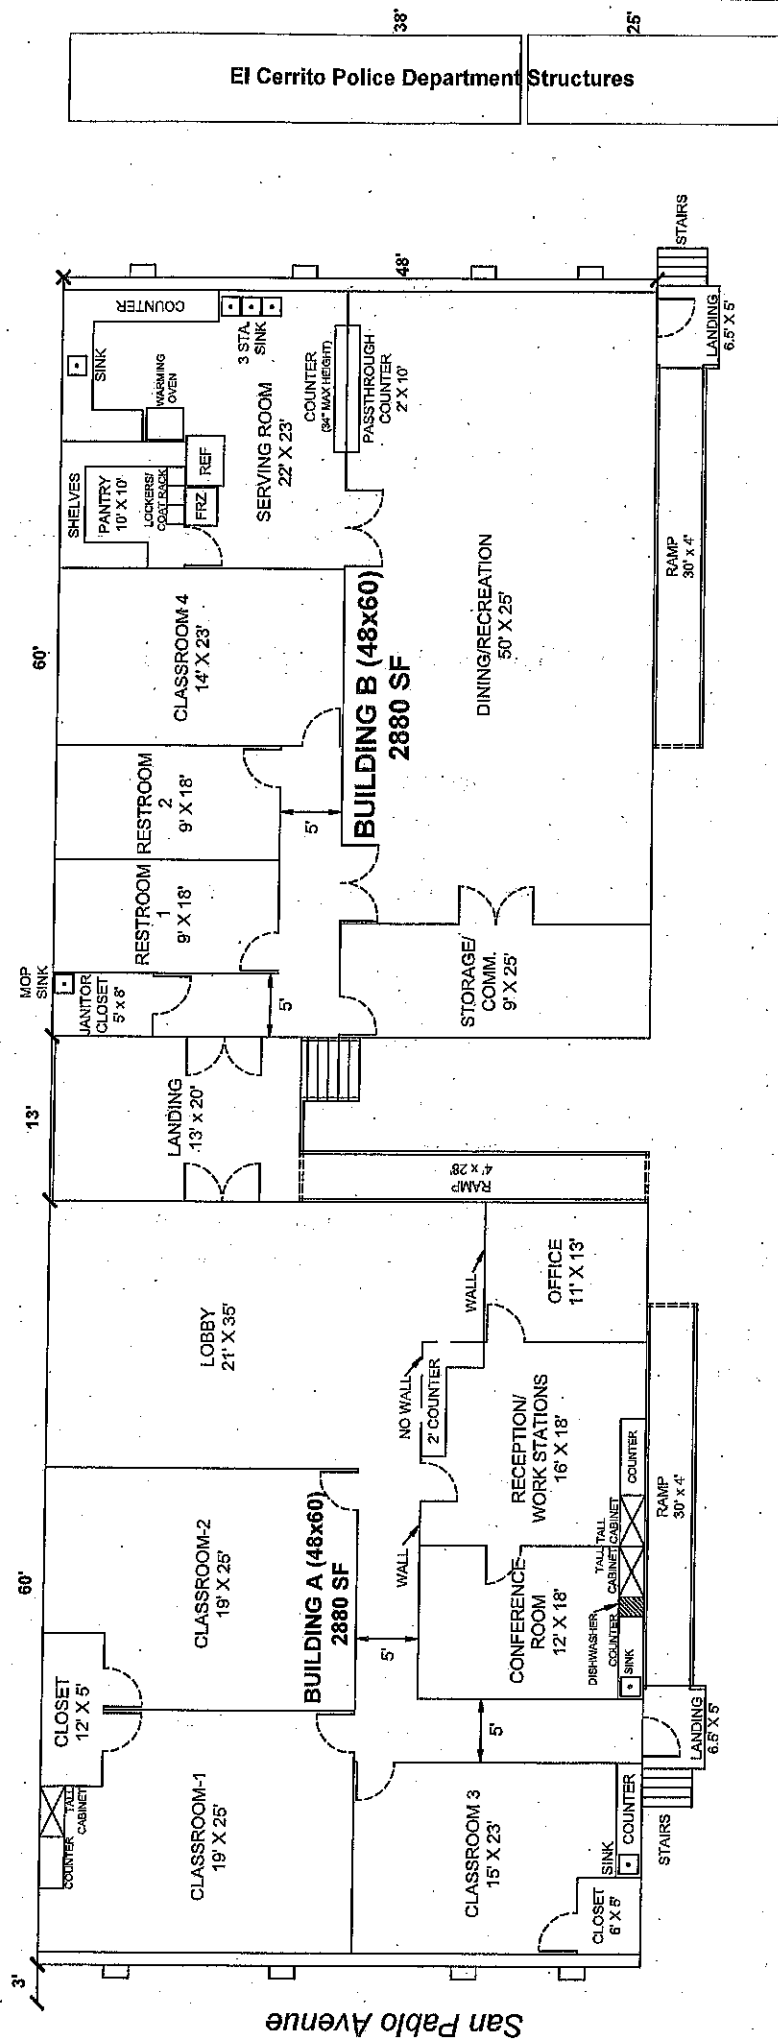 El Cerrito Police Department Structures
38'
25'
STAIRS
LANDING
6.5' X 5'
48'
COUNTER
SINK
3 STA.
SINK
WARMING
OVEN
COUNTER
(34" MAX HEIGHT)
PASSTHROUGH
COUNTER
2' X 10'
SERVING ROOM
22' X 23'
REF
FRZ
SHELVES
PANTRY
10' X 10'
LOCKERS/
COAT RACK
RAMP
30' x 4'
60'
CLASSROOM-4
14' X 23'
BUILDING B (48x60)
2880 SF
DINING/RECREATION
50' X 25'
RESTROOM
2
9' X 18'
5'
RESTROOM
1
9' X 18'
MOP
SINK
JANITOR
CLOSET
5' x 8'
5'
STORAGE/
COMM.
9' X 25'
13'
LANDING
13' x 20'
RAMP
4' x 28'
LOBBY
21' X 35'
WALL
OFFICE
11' X 13'
NO WALL
2' COUNTER
RECEPTION/
WORK STATIONS
16' X 18'
COUNTER
TALL
CABINET
TALL
CABINET
RAMP
30' x 4'
60'
CLASSROOM-2
19' X 25'
BUILDING A (48x60)
2880 SF
WALL
5'
CONFERENCE
ROOM
12' X 18'
DISHWASHER
COUNTER
SINK
CLOSET
12' X 5'
5'
LANDING
6.5' X 5'
STAIRS
TALL
CABINET
COUNTER
CLASSROOM-1
19' X 25'
CLASSROOM 3
15' X 23'
SINK
COUNTER
CLOSET
6' X 5'
3'
San Pablo Avenue